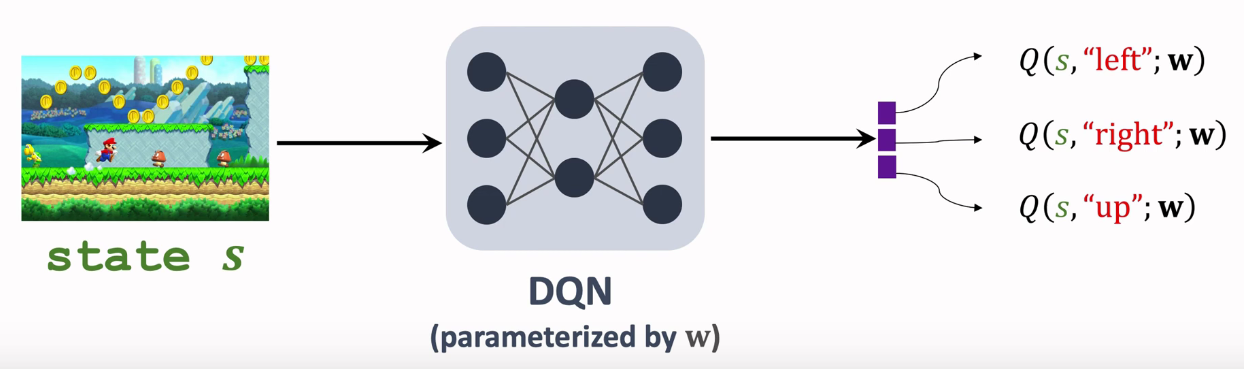 Q(s, “left”; w)
Q(s, “right”; w)
Q(s, “up”; w)
state s
DQN
(parameterized by w)